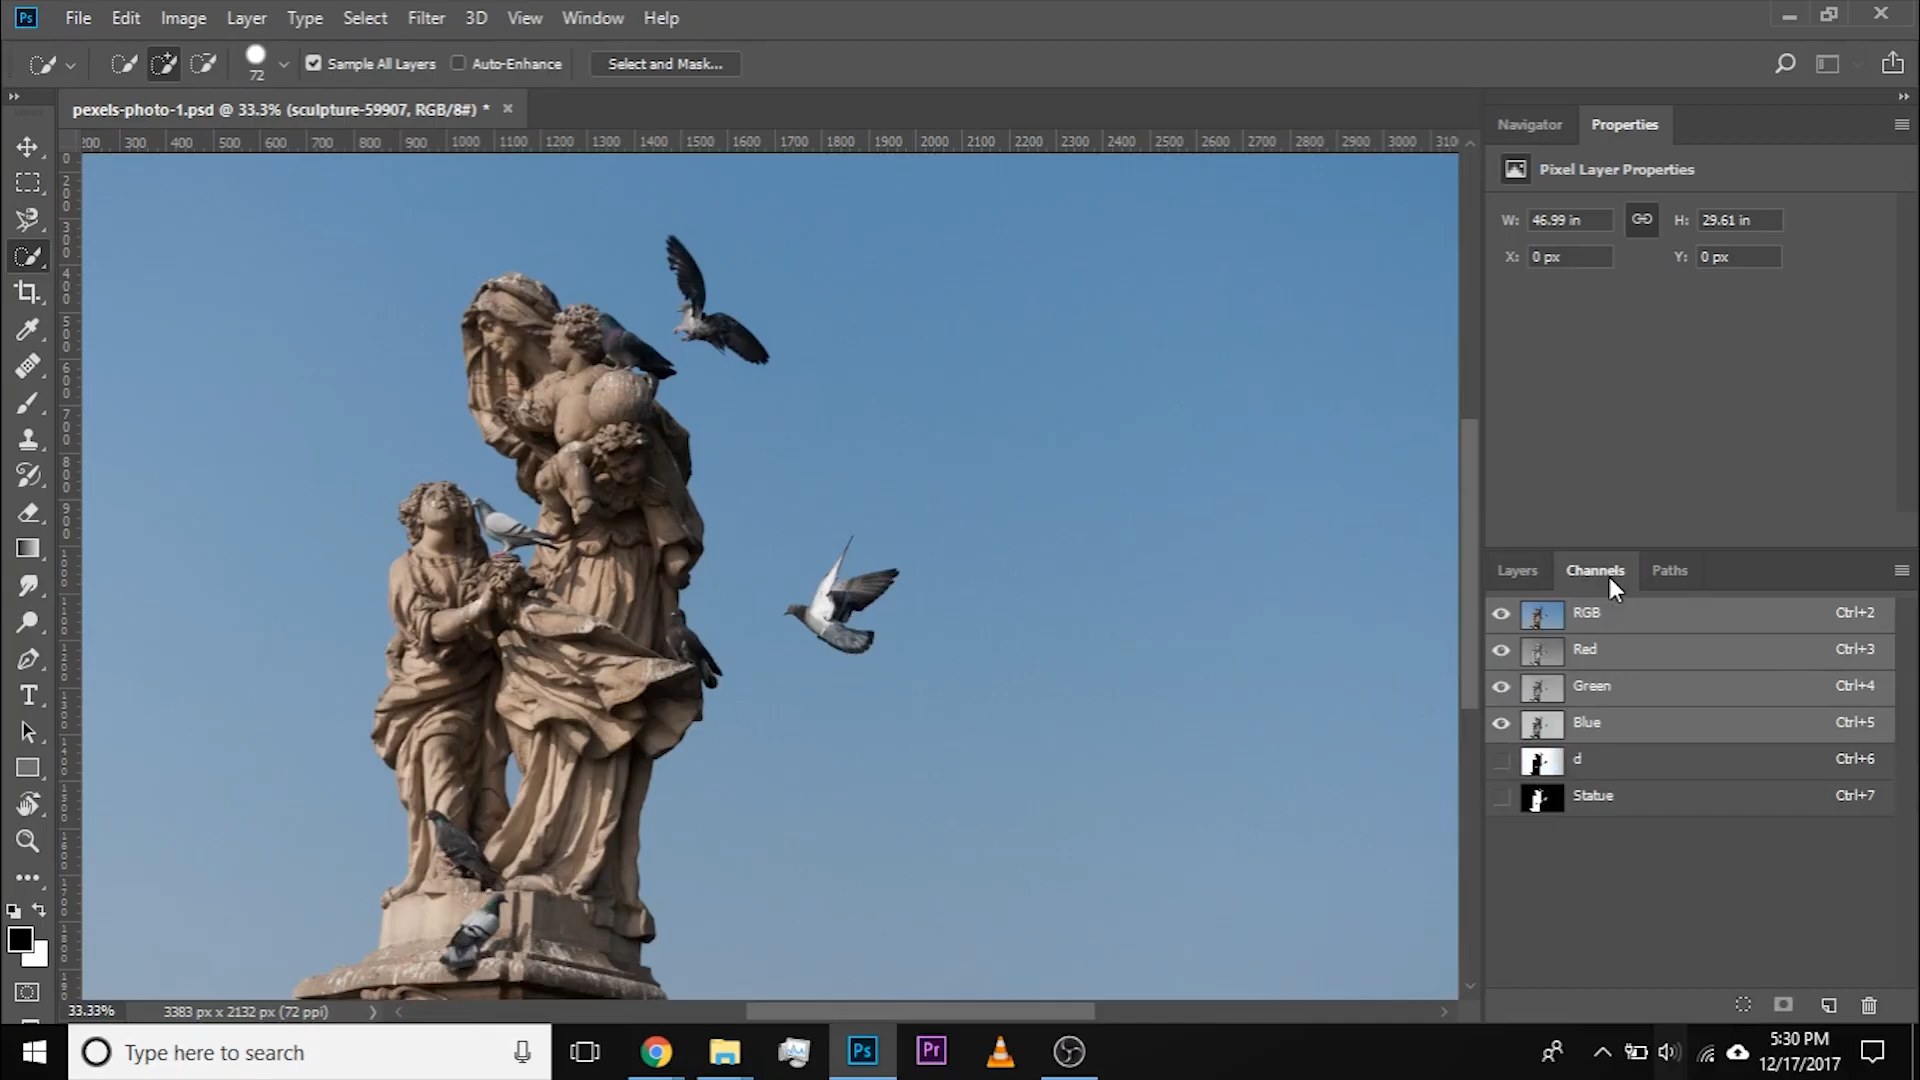 Ps File Edit Image Layer Type Select Filter 3D View Window Help
72 Sample All Layers Auto-Enhance Select and Mask...
pexels-photo-1.psd @ 33.3% (sculpture-59907, RGB/8#) * ×
200 300 400 500 600 700 800 900 1000 1100 1200 1300 1400 1500 1600 1700 1800 1900 2000 2100 2200 2300 2400 2500 2600 2700 2800 2900 3000 310
Navigator Properties
Pixel Layer Properties
W: 46.99 in H: 29.61 in
X: 0 px Y: 0 px
Layers Channels Paths
RGB Ctrl+2
Red Ctrl+3
Green Ctrl+4
Blue Ctrl+5
d Ctrl+6
Statue Ctrl+7
33.33% 3383 px x 2132 px (72 ppi)
Type here to search
Ps Pr
5:30 PM
12/17/2017